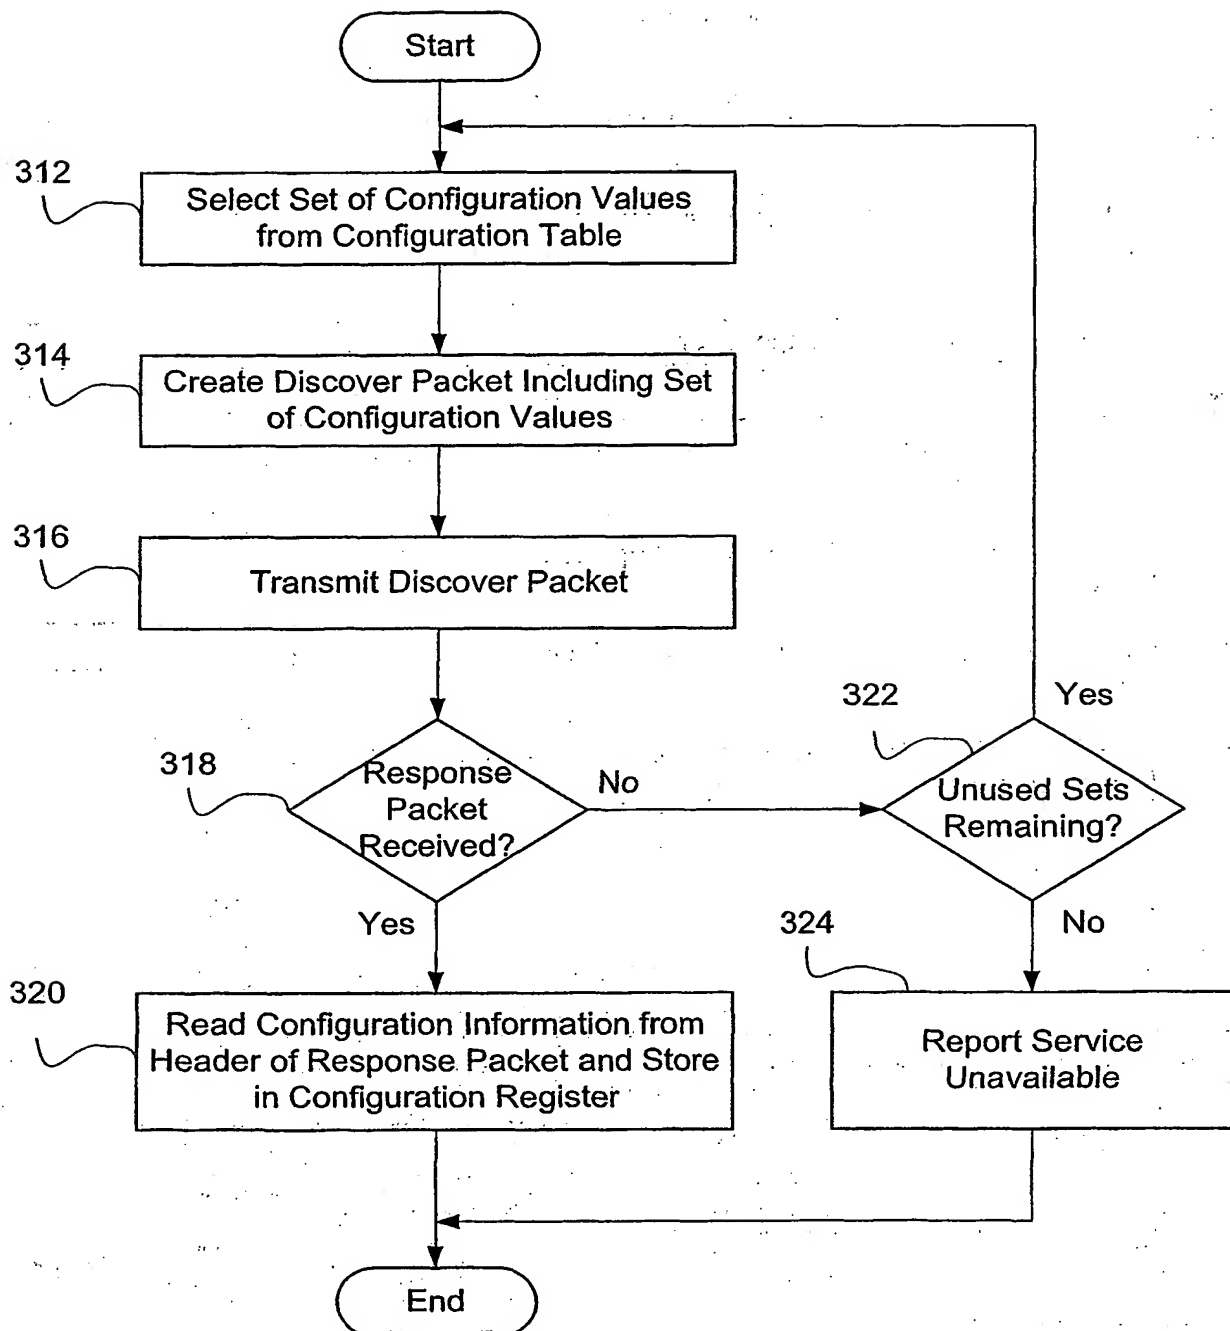 Start
312
Select Set of Configuration Values
from Configuration Table
314
Create Discover Packet Including Set
of Configuration Values
316
Transmit Discover Packet
322
Yes
318
Response
Packet
Received?
No
Unused Sets
Remaining?
Yes
324
No
320
Read Configuration Information from
Header of Response Packet and Store
in Configuration Register
Report Service
Unavailable
End